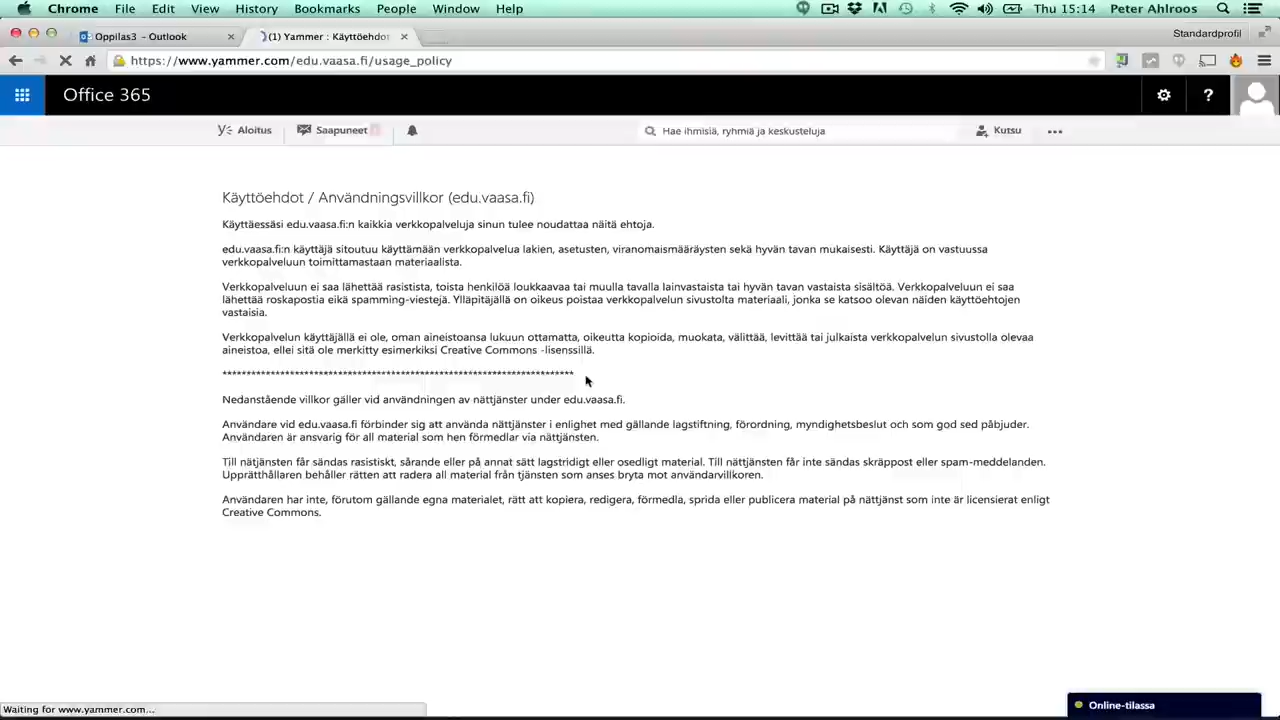 Chrome File Edit View History Bookmarks People Window Help Thu 15:14 Peter Ahlroos
Oppilas3 - Outlook
(1) Yammer : Käyttöehdot
Standardprofil
https://www.yammer.com/edu.vaasa.fi/usage_policy
Office 365
?
Aloitus Saapuneet Hae ihmisiä, ryhmiä ja keskusteluja Kutsu
Käyttöehdot / Användningsvillkor (edu.vaasa.fi)
Käyttäessäsi edu.vaasa.fi:n kaikkia verkkopalveluja sinun tulee noudattaa näitä ehtoja.
edu.vaasa.fi:n käyttäjä sitoutuu käyttämään verkkopalvelua lakien, asetusten, viranomaismääräysten sekä hyvän tavan mukaisesti. Käyttäjä on vastuussa
verkkopalveluun toimittamastaan materiaalista.
Verkkopalveluun ei saa lähettää rasistista, toista henkilöä loukkaavaa tai muulla tavalla lainvastaista tai hyvän tavan vastaista sisältöä. Verkkopalveluun ei saa
lähettää roskapostia eikä spamming-viestejä. Ylläpitäjällä on oikeus poistaa verkkopalvelun sivustolta materiaali, jonka se katsoo olevan näiden käyttöehtojen
vastaisia.
Verkkopalvelun käyttäjällä ei ole, oman aineistoansa lukuun ottamatta, oikeutta kopioida, muokata, välittää, levittää tai julkaista verkkopalvelun sivustolla olevaa
aineistoa, ellei sitä ole merkitty esimerkiksi Creative Commons -lisenssillä.
************************************************************************
Nedanstående villkor gäller vid användningen av nättjänster under edu.vaasa.fi.
Användare vid edu.vaasa.fi förbinder sig att använda nättjänster i enlighet med gällande lagstiftning, förordning, myndighetsbeslut och som god sed påbjuder.
Användaren är ansvarig för all material som hen förmedlar via nättjänsten.
Till nätjänsten får sändas rasistiskt, sårande eller på annat sätt lagstridigt eller osedligt material. Till nättjänsten får inte sändas skräppost eller spam-meddelanden.
Upprätthållaren behåller rätten att radera all material från tjänsten som anses bryta mot användarvillkoren.
Användaren har inte, förutom gällande egna materialet, rätt att kopiera, redigera, förmedla, sprida eller publicera material på nättjänst som inte är licensierat enligt
Creative Commons.
Waiting for www.yammer.com...
Online-tilassa